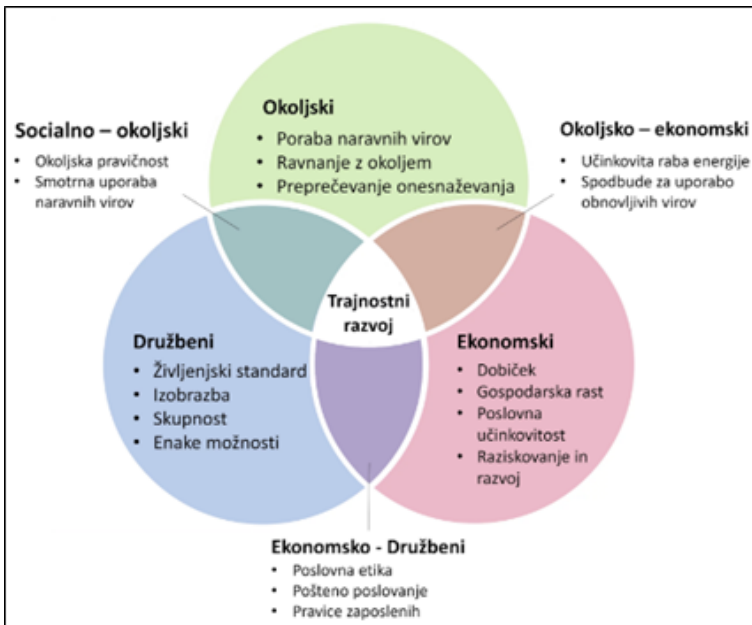 Okoljski
• Poraba naravnih virov
• Ravnanje z okoljem
• Preprečevanje onesnaževanja
Socialno – okoljski
• Okoljska pravičnost
• Smotrna uporaba
naravnih virov
Okoljsko – ekonomski
• Učinkovita raba energije
• Spodbude za uporabo
obnovljivih virov
Trajnostni
razvoj
Družbeni
• Življenjski standard
• Izobrazba
• Skupnost
• Enake možnosti
Ekonomski
• Dobiček
• Gospodarska rast
• Poslovna
učinkovitost
• Raziskovanje in
razvoj
Ekonomsko - Družbeni
• Poslovna etika
• Pošteno poslovanje
• Pravice zaposlenih